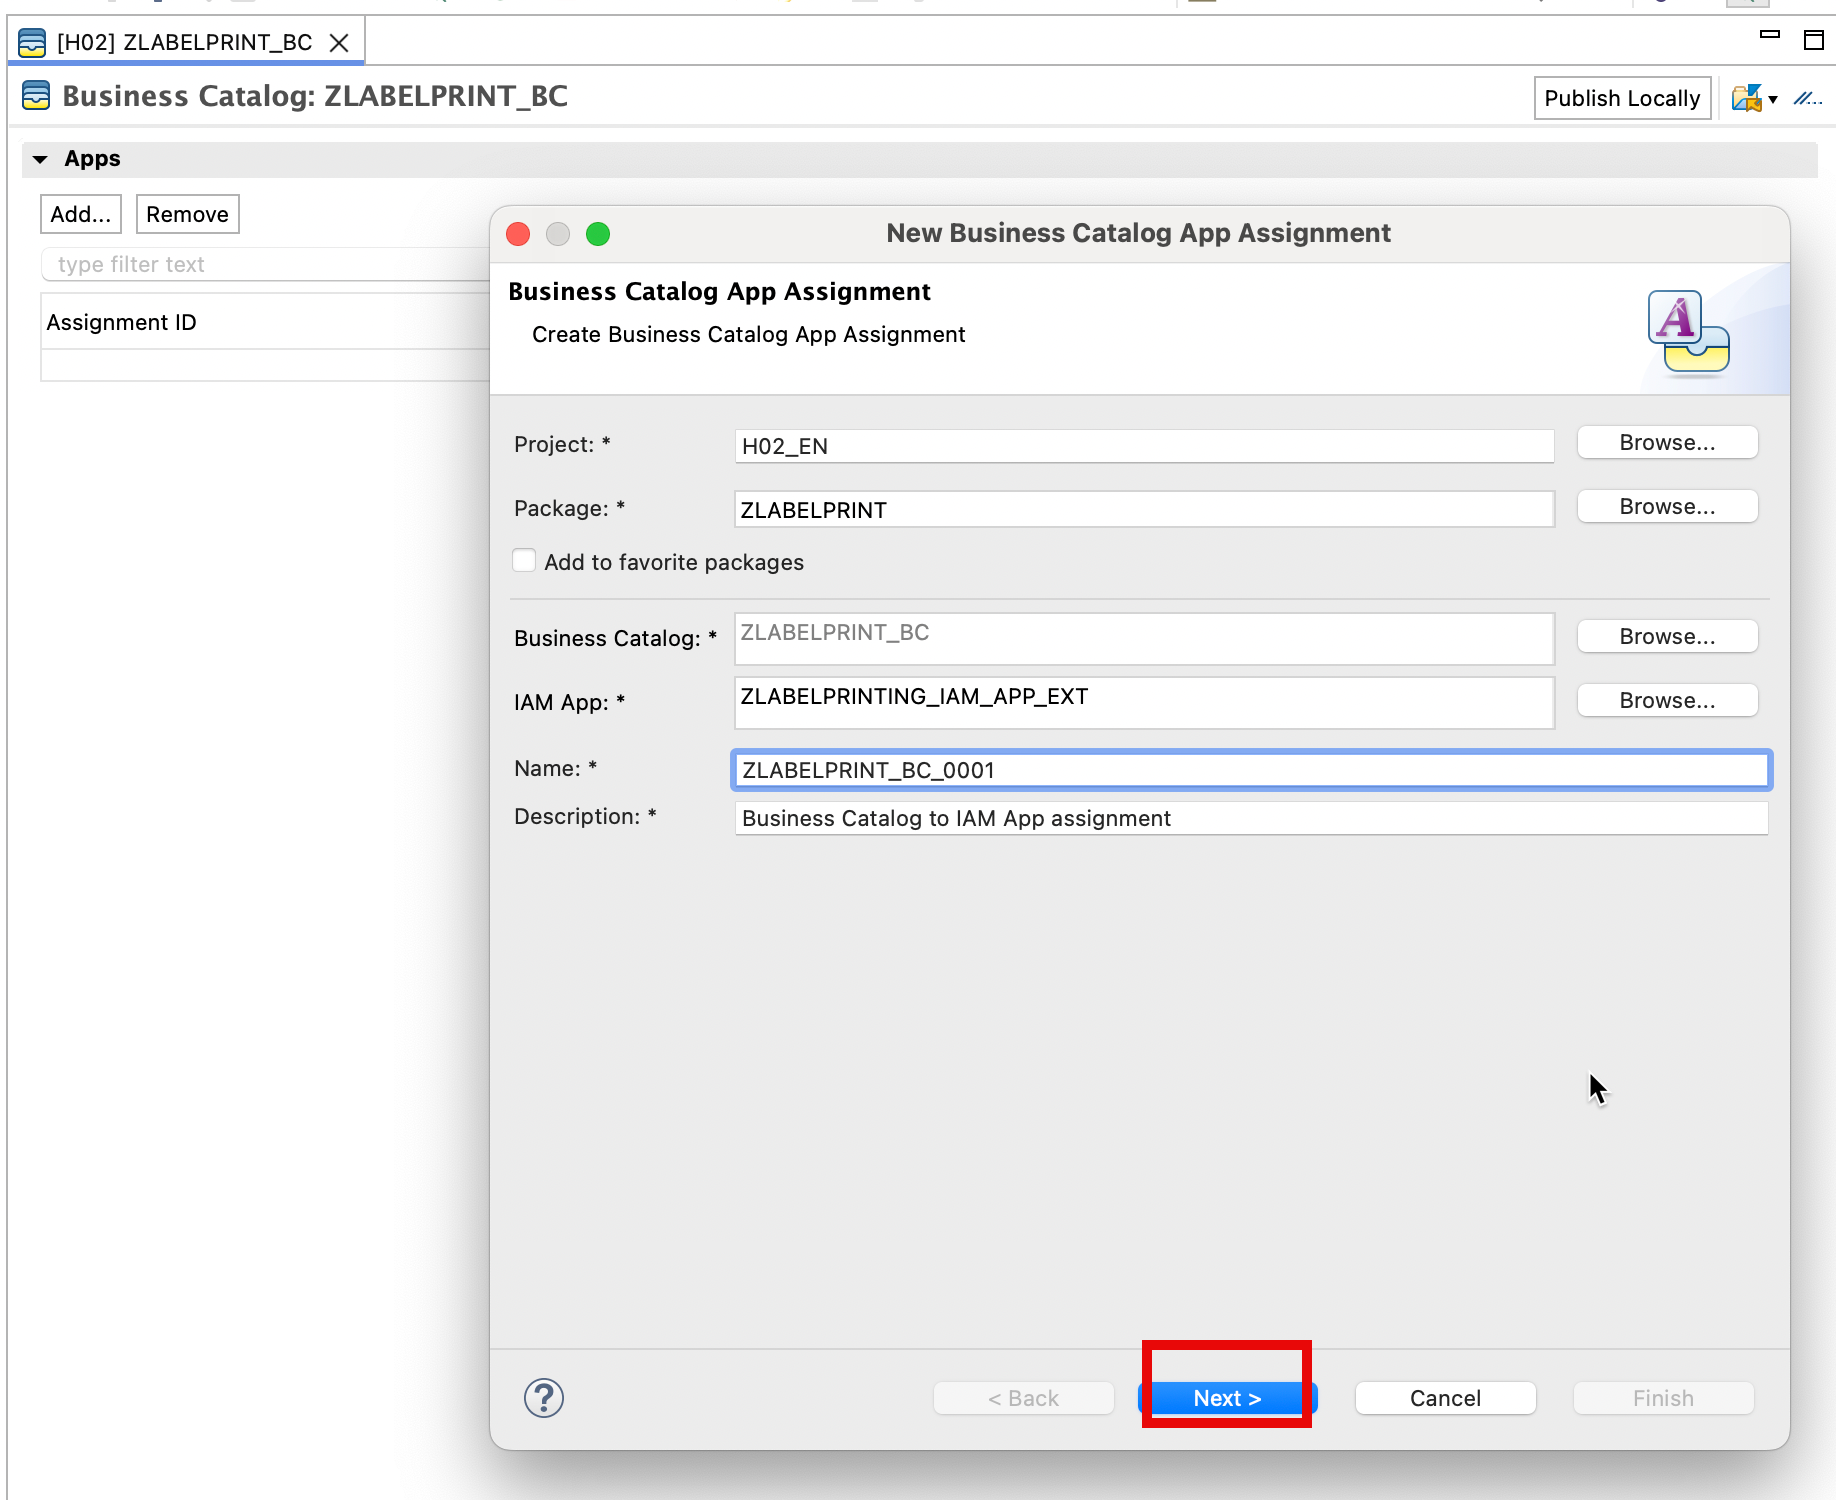 [H02] ZLABELPRINT_BC
Business Catalog: ZLABELPRINT_BC
Publish Locally
Apps
Add...
Remove
type filter text
Assignment ID
New Business Catalog App Assignment
Business Catalog App Assignment
Create Business Catalog App Assignment
Project: * H02_EN Browse...
Package: * ZLABELPRINT Browse...
Add to favorite packages
Business Catalog: * ZLABELPRINT_BC Browse...
IAM App: * ZLABELPRINTING_IAM_APP_EXT Browse...
Name: * ZLABELPRINT_BC_0001
Description: * Business Catalog to IAM App assignment
? < Back Next > Cancel Finish